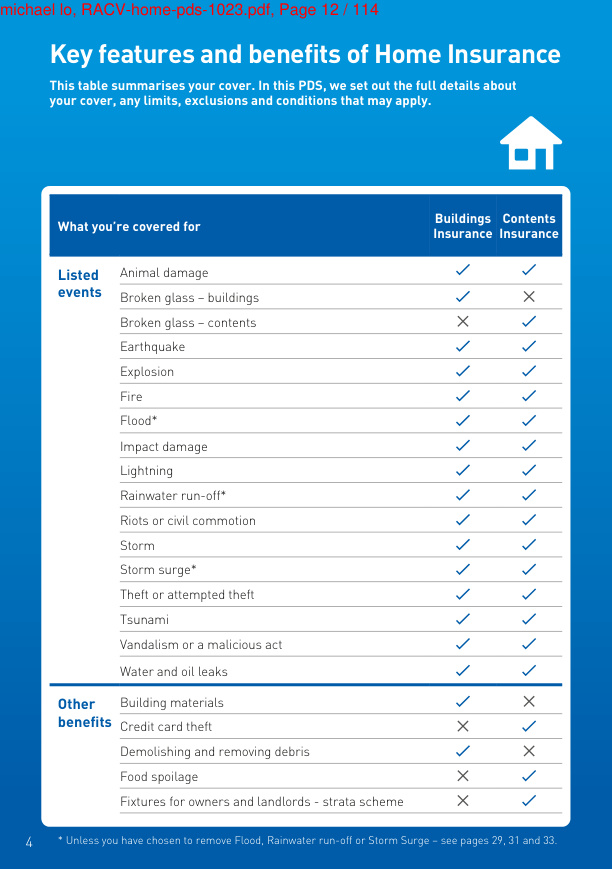 michael lo, RACV-home-pds-1023.pdf, Page 12 / 114
Key features and benefits of Home Insurance
This table summarises your cover. In this PDS, we set out the full details about
your cover, any limits, exclusions and conditions that may apply.
What you're covered for
Buildings Insurance
Contents Insurance
Listed events
Animal damage ✓ ✓
Broken glass – buildings ✓ ✗
Broken glass – contents ✗ ✓
Earthquake ✓ ✓
Explosion ✓ ✓
Fire ✓ ✓
Flood* ✓ ✓
Impact damage ✓ ✓
Lightning ✓ ✓
Rainwater run-off* ✓ ✓
Riots or civil commotion ✓ ✓
Storm ✓ ✓
Storm surge* ✓ ✓
Theft or attempted theft ✓ ✓
Tsunami ✓ ✓
Vandalism or a malicious act ✓ ✓
Water and oil leaks ✓ ✓
Other benefits
Building materials ✓ ✗
Credit card theft ✗ ✓
Demolishing and removing debris ✓ ✗
Food spoilage ✗ ✓
Fixtures for owners and landlords - strata scheme ✗ ✓
4
* Unless you have chosen to remove Flood, Rainwater run-off or Storm Surge – see pages 29, 31 and 33.